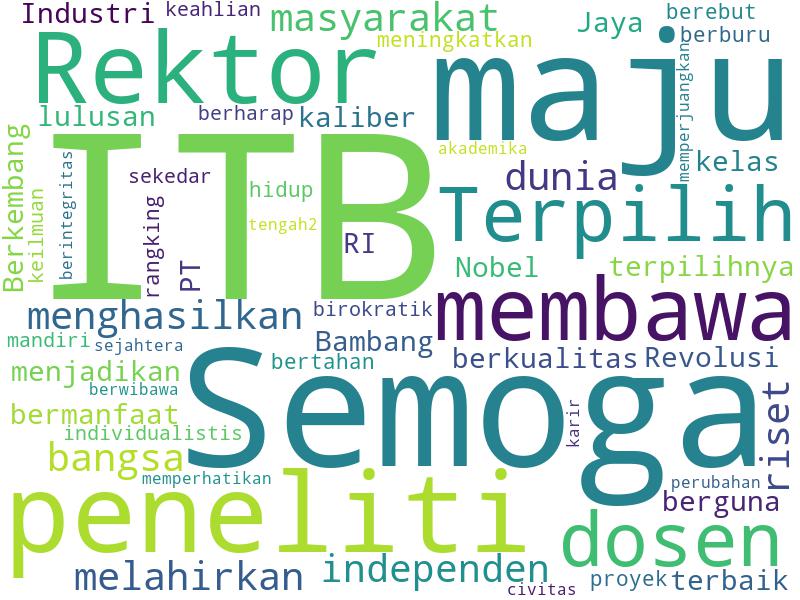 Industri
keahlian
masyarakat
Jaya
berebut
Rektor
meningkatkan
maju
berburu
memperjuangkan
lulusan
berharap
kaliber
ITB
akademika
kelas
Berkembang
keilmuan
berintegritas
sekedar
rangking
PT
hidup
tengah2
RI
dunia
Terpilih
Nobel
terpilihnya
menghasilkan
birokratik
membawa
mandiri
sejahtera
Bambang
berkualitas
Revolusi
menjadikan
berwibawa
bertahan
Semoga
karir
riset
bermanfaat
individualistis
bangsa
memperhatikan
perubahan
berguna
peneliti
dosen
melahirkan
independen
civitas
proyek
terbaik